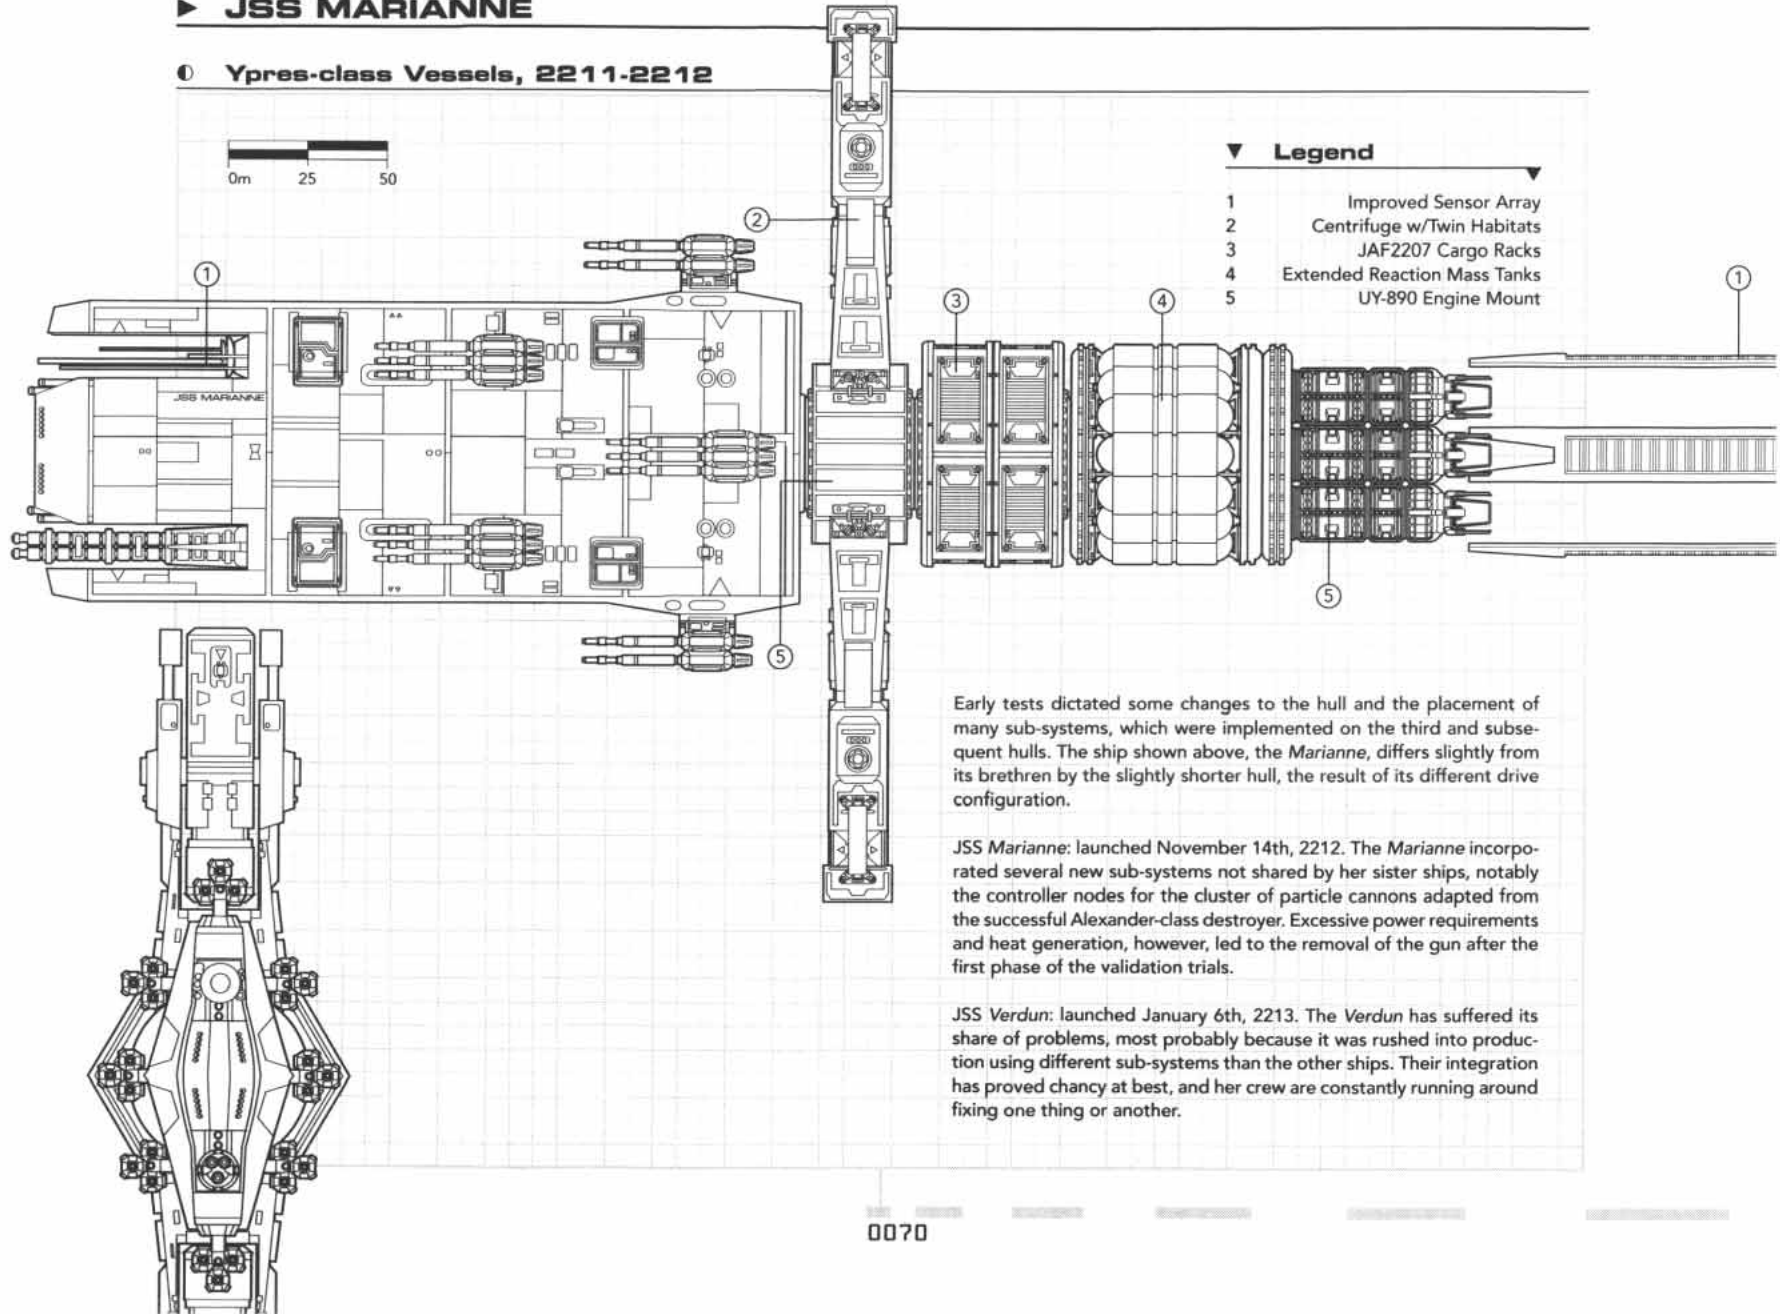 ► JSS MARIANNE
Ypres-class Vessels, 2211-2212
0m 25 50
▼ Legend
1 Improved Sensor Array
2 Centrifuge w/Twin Habitats
3 JAF2207 Cargo Racks
4 Extended Reaction Mass Tanks
5 UY-890 Engine Mount
1
2
3
4
1
JSS MARIANNE
5
5
Early tests dictated some changes to the hull and the placement of
many sub-systems, which were implemented on the third and subse-
quent hulls. The ship shown above, the Marianne, differs slightly from
its brethren by the slightly shorter hull, the result of its different drive
configuration.
JSS Marianne: launched November 14th, 2212. The Marianne incorpo-
rated several new sub-systems not shared by her sister ships, notably
the controller nodes for the cluster of particle cannons adapted from
the successful Alexander-class destroyer. Excessive power requirements
and heat generation, however, led to the removal of the gun after the
first phase of the validation trials.
JSS Verdun: launched January 6th, 2213. The Verdun has suffered its
share of problems, most probably because it was rushed into produc-
tion using different sub-systems than the other ships. Their integration
has proved chancy at best, and her crew are constantly running around
fixing one thing or another.
0070